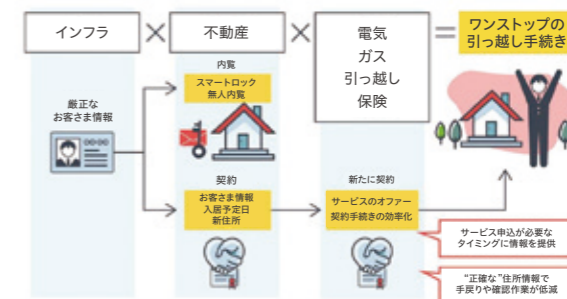 インフラ
×
不動産
×
電気
ガス
引っ越し
保険
＝
ワンストップの
引っ越し手続き
厳正な
お客さま情報
内覧
スマートロック
無人内覧
契約
お客さま情報
入居予定日
新住所
新たに契約
サービスのオファー
契約手続きの効率化
サービス申込が必要な
タイミングに情報を提供
“正確な”住所情報で
手戻りや確認作業が低減